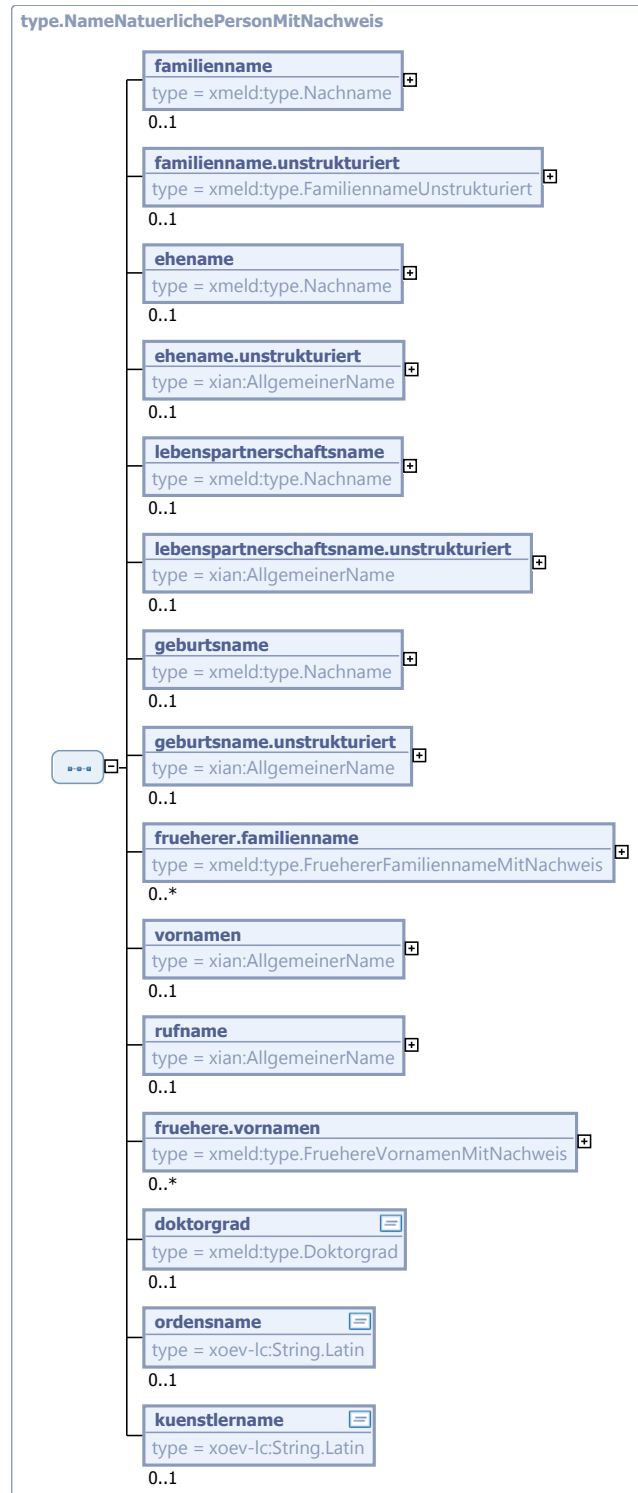 type.NameNatuerlichePersonMitNachweis
familienname
type = xmeld:type.Nachname
0..1
familienname.unstrukturiert
type = xmeld:type.FamiliennameUnstrukturiert
0..1
ehename
type = xmeld:type.Nachname
0..1
ehename.unstrukturiert
type = xian:AllgemeinerName
0..1
lebenspartnerschaftsname
type = xmeld:type.Nachname
0..1
lebenspartnerschaftsname.unstrukturiert
type = xian:AllgemeinerName
0..1
geburtsname
type = xmeld:type.Nachname
0..1
geburtsname.unstrukturiert
type = xian:AllgemeinerName
0..1
frueherer.familienname
type = xmeld:type.FruehererFamiliennameMitNachweis
0..*
vornamen
type = xian:AllgemeinerName
0..1
rufname
type = xian:AllgemeinerName
0..1
fruehere.vornamen
type = xmeld:type.FruehereVornamenMitNachweis
0..*
doktorgrad
type = xmeld:type.Doktorgrad
0..1
ordensname
type = xoev-lc:String.Latin
0..1
kuenstlername
type = xoev-lc:String.Latin
0..1